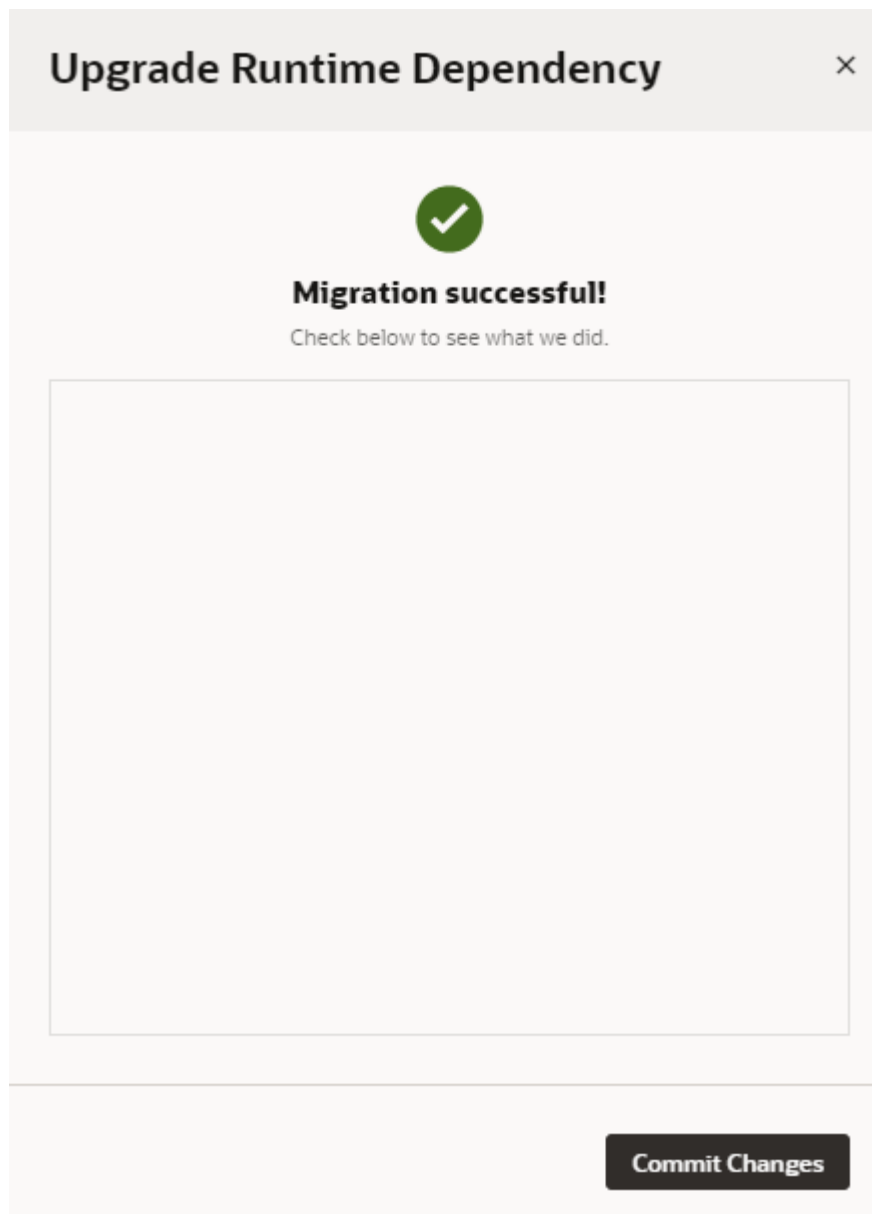 Upgrade Runtime Dependency
Migration successful!
Check below to see what we did.
Commit Changes